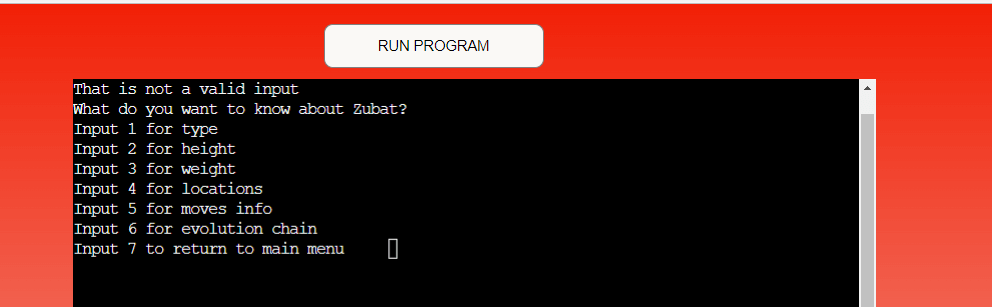 RUN PROGRAM
That is not a valid input
What do you want to know about Zubat?
Input 1 for type
Input 2 for height
Input 3 for weight
Input 4 for locations
Input 5 for moves info
Input 6 for evolution chain
Input 7 to return to main menu